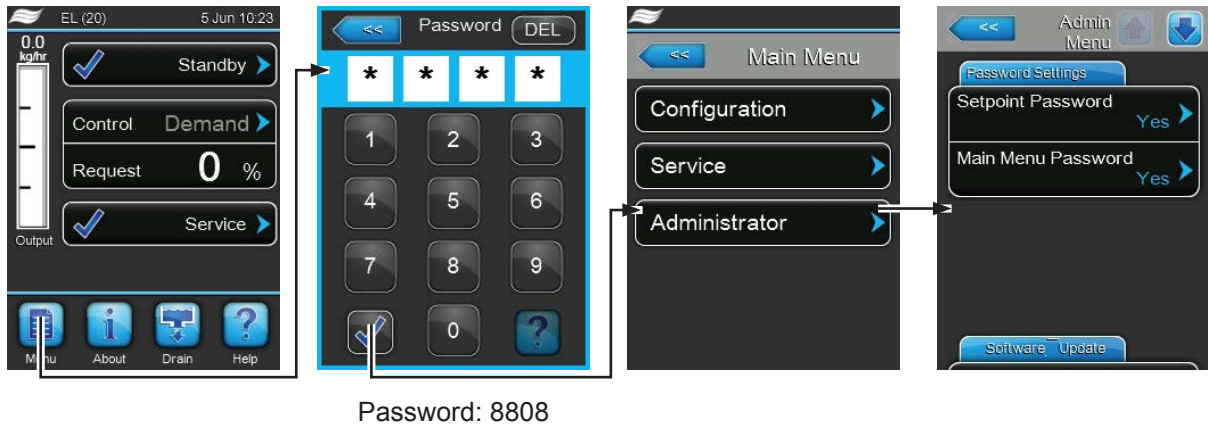 EL (20) 5 Jun 10:23
0.0
kg/hr
Standby
Control Demand
Request 0 %
Service
Output
Menu About Drain Help
<< Password DEL
* * * *
1 2 3
4 5 6
7 8 9
0 ?
Password: 8808
<< Main Menu
Configuration
Service
Administrator
<< Admin
Menu
Password Settings
Setpoint Password
Yes
Main Menu Password
Yes
Software Update